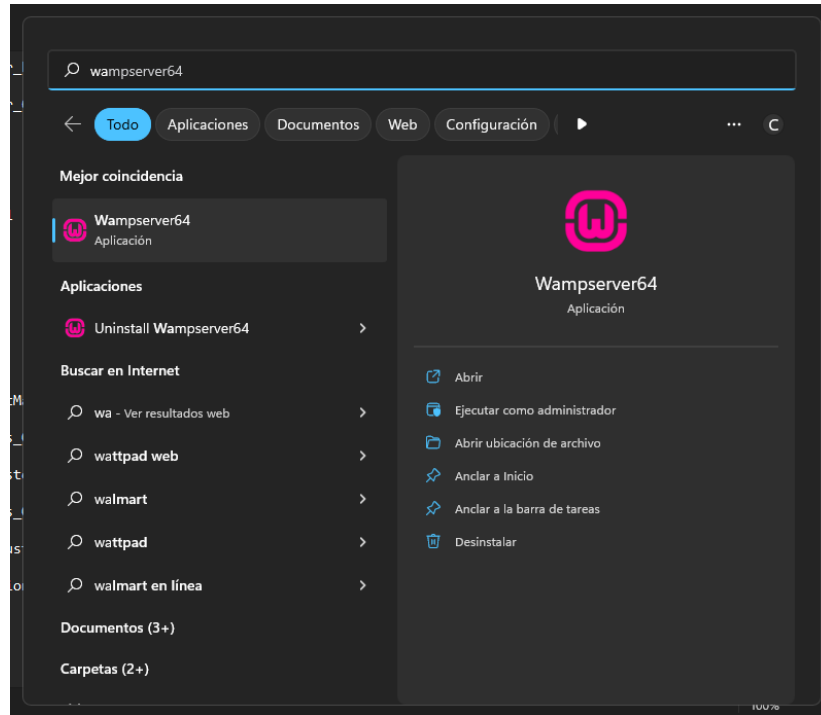 wampserver64
Todo Aplicaciones Documentos Web Configuración ... C
Mejor coincidencia
Wampserver64
Aplicación
Aplicaciones
Uninstall Wampserver64
Buscar en Internet
wa - Ver resultados web
wattpad web
walmart
wattpad
walmart en línea
Documentos (3+)
Carpetas (2+)
Wampserver64
Aplicación
Abrir
Ejecutar como administrador
Abrir ubicación de archivo
Anclar a Inicio
Anclar a la barra de tareas
Desinstalar
100%